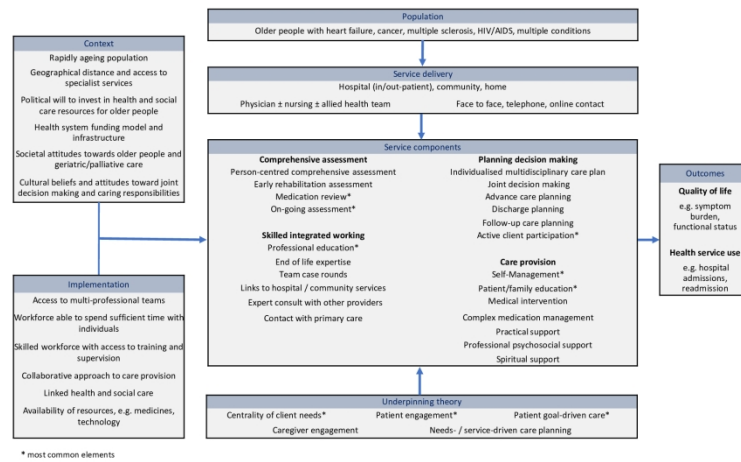 Population
Older people with heart failure, cancer, multiple sclerosis, HIV/AIDS, multiple conditions
Context
Rapidly ageing population
Geographical distance and access to
specialist services
Political will to invest in health and social
care resources for older people
Health system funding model and
infrastructure
Societal attitudes towards older people and
geriatric/palliative care
Cultural beliefs and attitudes toward joint
decision making and caring responsibilities
Service delivery
Hospital (in/out-patient), community, home
Physician ± nursing ± allied health team
Face to face, telephone, online contact
Service components
Comprehensive assessment
Person-centred comprehensive assessment
Early rehabilitation assessment
Medication review*
On-going assessment*
Skilled integrated working
Professional education*
End of life expertise
Team case rounds
Links to hospital / community services
Expert consult with other providers
Contact with primary care
Planning decision making
Individualised multidisciplinary care plan
Joint decision making
Advance care planning
Discharge planning
Follow-up care planning
Active client participation*
Care provision
Self-Management*
Patient/family education*
Medical intervention
Complex medication management
Practical support
Professional psychosocial support
Spiritual support
Outcomes
Quality of life
e.g. symptom
burden,
functional status
Health service use
e.g. hospital
admissions,
readmission
Implementation
Access to multi-professional teams
Workforce able to spend sufficient time with
individuals
Skilled workforce with access to training and
supervision
Collaborative approach to care provision
Linked health and social care
Availability of resources, e.g. medicines,
technology
Underpinning theory
Centrality of client needs*
Patient engagement*
Patient goal-driven care*
Caregiver engagement
Needs- / service-driven care planning
* most common elements